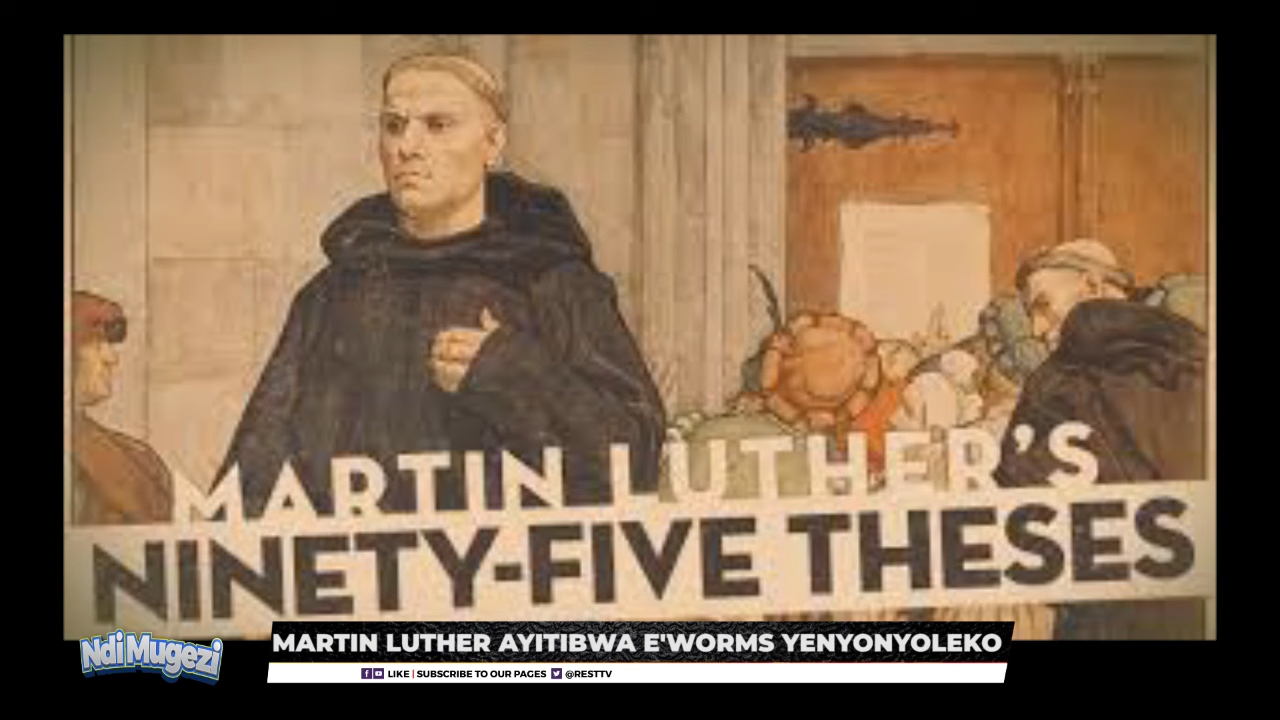 MARTIN LUTHER'S
NINETY-FIVE THESES
Ndi Mugezi
MARTIN LUTHER AYITIBWA E'WORMS YENYONYOLEKO
LIKE | SUBSCRIBE TO OUR PAGES @RESTTV